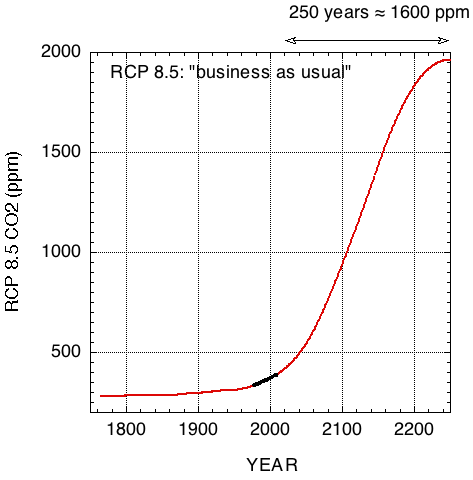 250 years ≈ 1600 ppm
RCP 8.5: "business as usual"
RCP 8.5 CO2 (ppm)
2000
1500
1000
500
1800 1900 2000 2100 2200
YEAR